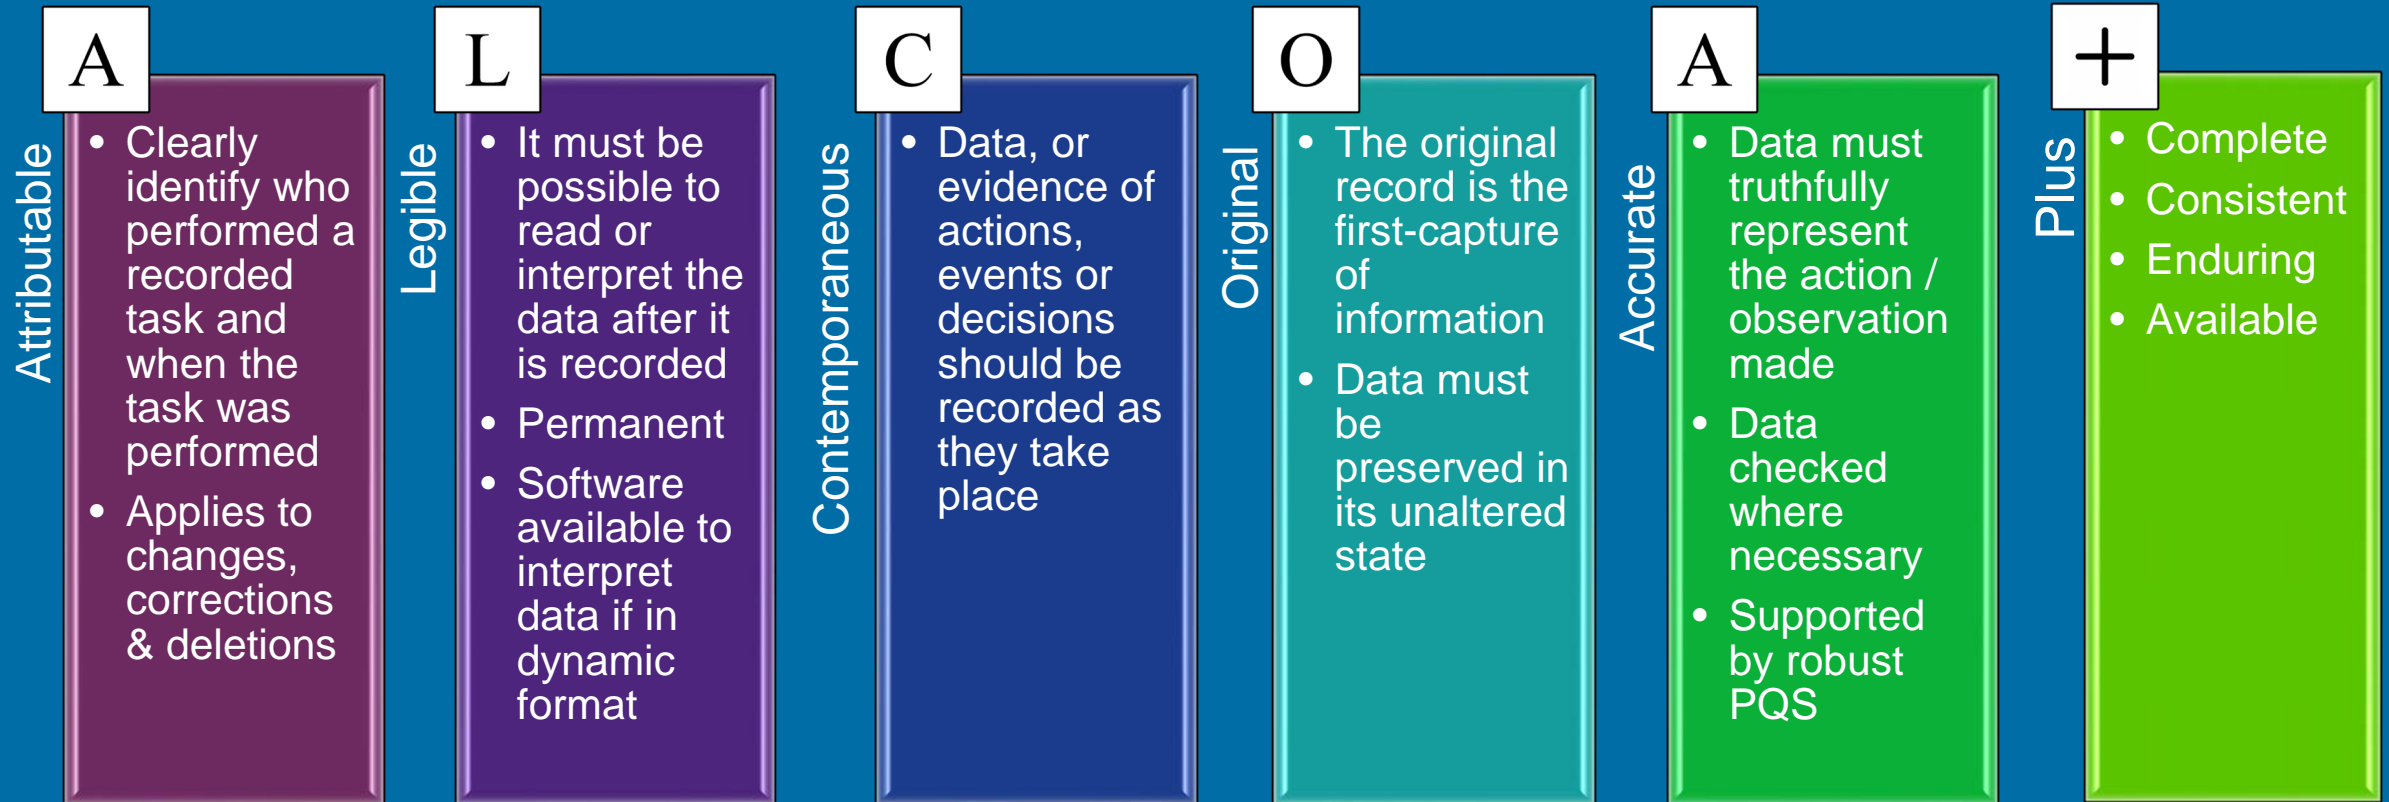 A
Attributable
• Clearly
identify who
performed a
recorded
task and
when the
task was
performed
• Applies to
changes,
corrections
& deletions
L
Legible
• It must be
possible to
read or
interpret the
data after it
is recorded
• Permanent
• Software
available to
interpret
data if in
dynamic
format
C
Contemporaneous
• Data, or
evidence of
actions,
events or
decisions
should be
recorded as
they take
place
O
Original
• The original
record is the
first-capture
of
information
• Data must
be
preserved in
its unaltered
state
A
Accurate
• Data must
truthfully
represent
the action /
observation
made
• Data
checked
where
necessary
• Supported
by robust
PQS
+
Plus
• Complete
• Consistent
• Enduring
• Available